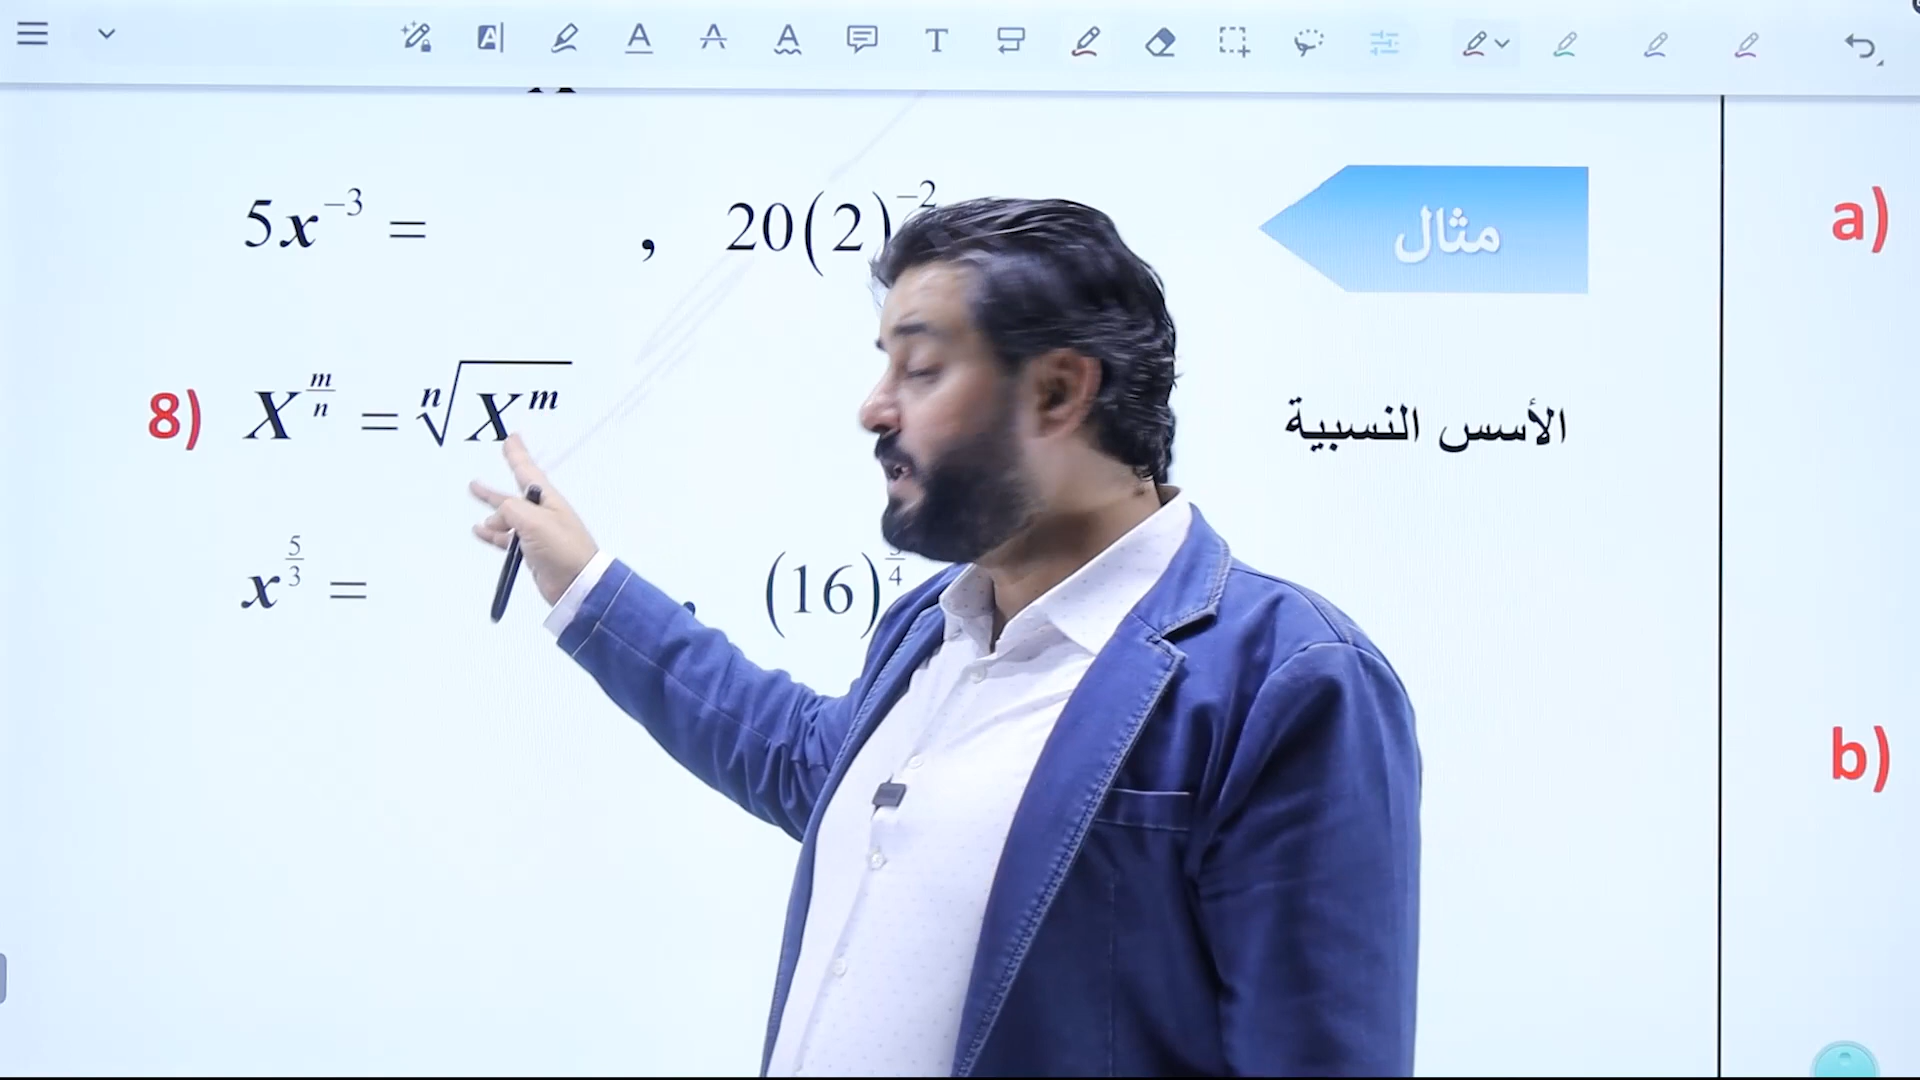 5x⁻³ = , 20(2)⁻² مثال
8) X^(m/n) = ⁿ√(X^m) الأسس النسبية
x^(5/3) = , (16)
a)
b)